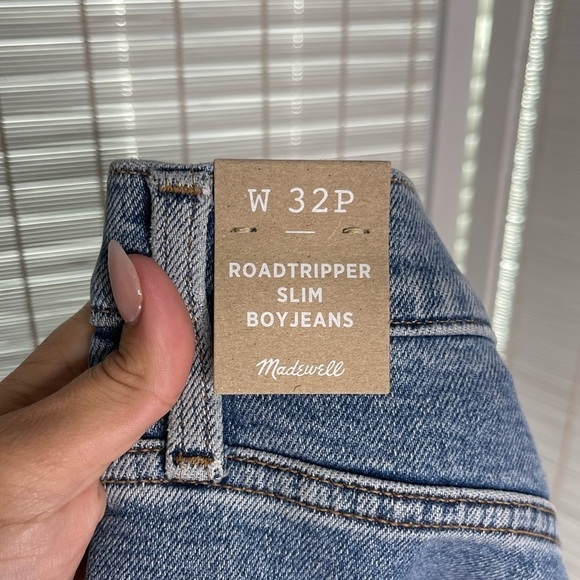 W 32P
ROADTRIPPER
SLIM
BOYJEANS
Madewell